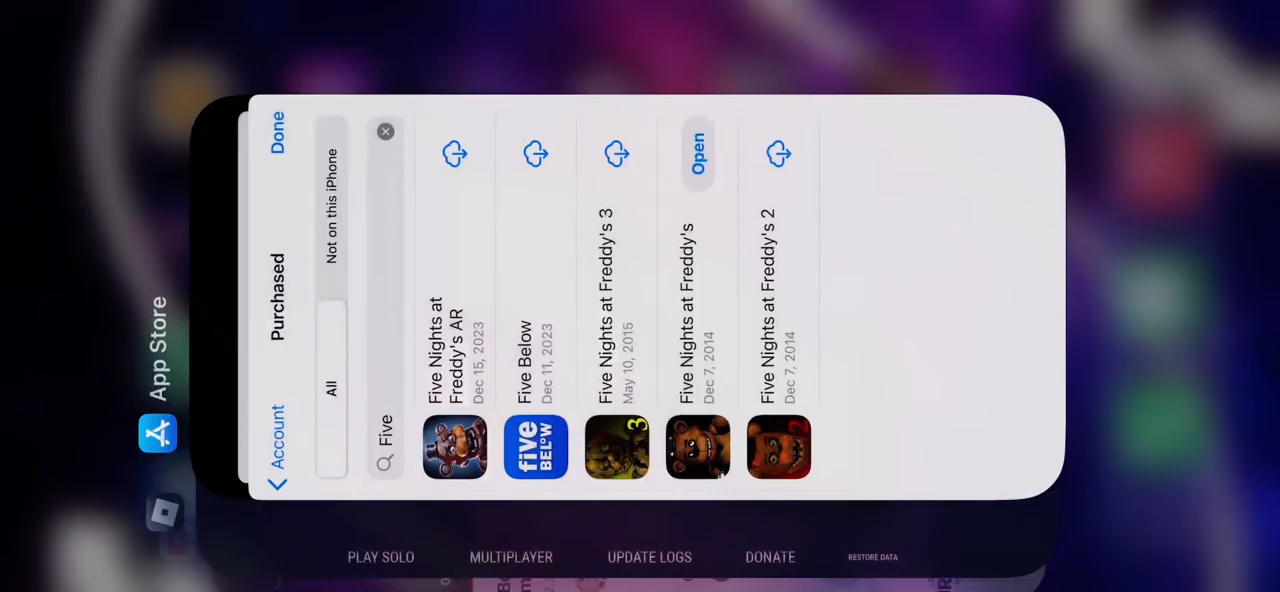 App Store
Account
Purchased
Done
All
Not on this iPhone
Five
Five Nights at
Freddy's AR
Dec 15, 2023
five
BEL°W
Five Below
Dec 11, 2023
3
Five Nights at Freddy's 3
May 10, 2015
Five Nights at Freddy's
Dec 7, 2014
Open
2
Five Nights at Freddy's 2
Dec 7, 2014
PLAY SOLO
MULTIPLAYER
UPDATE LOGS
DONATE
RESTORE DATA